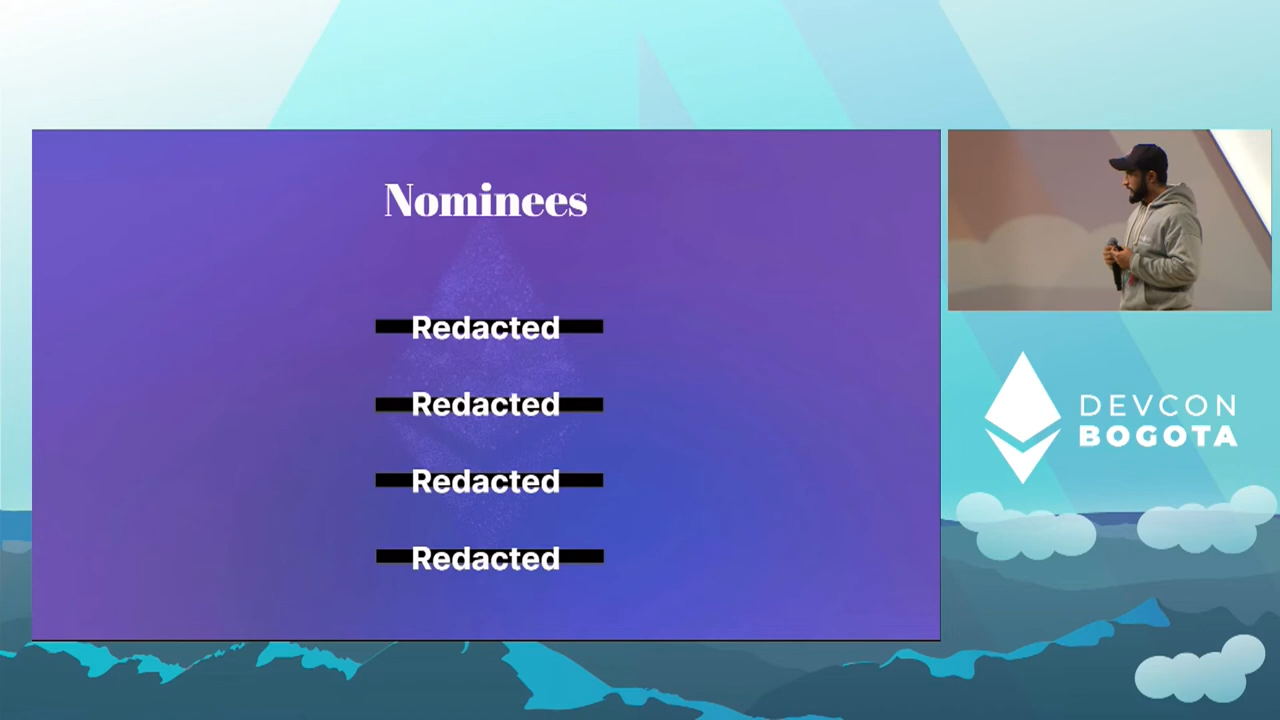 Nominees
Redacted
Redacted
Redacted
Redacted
DEVCON
BOGOTA